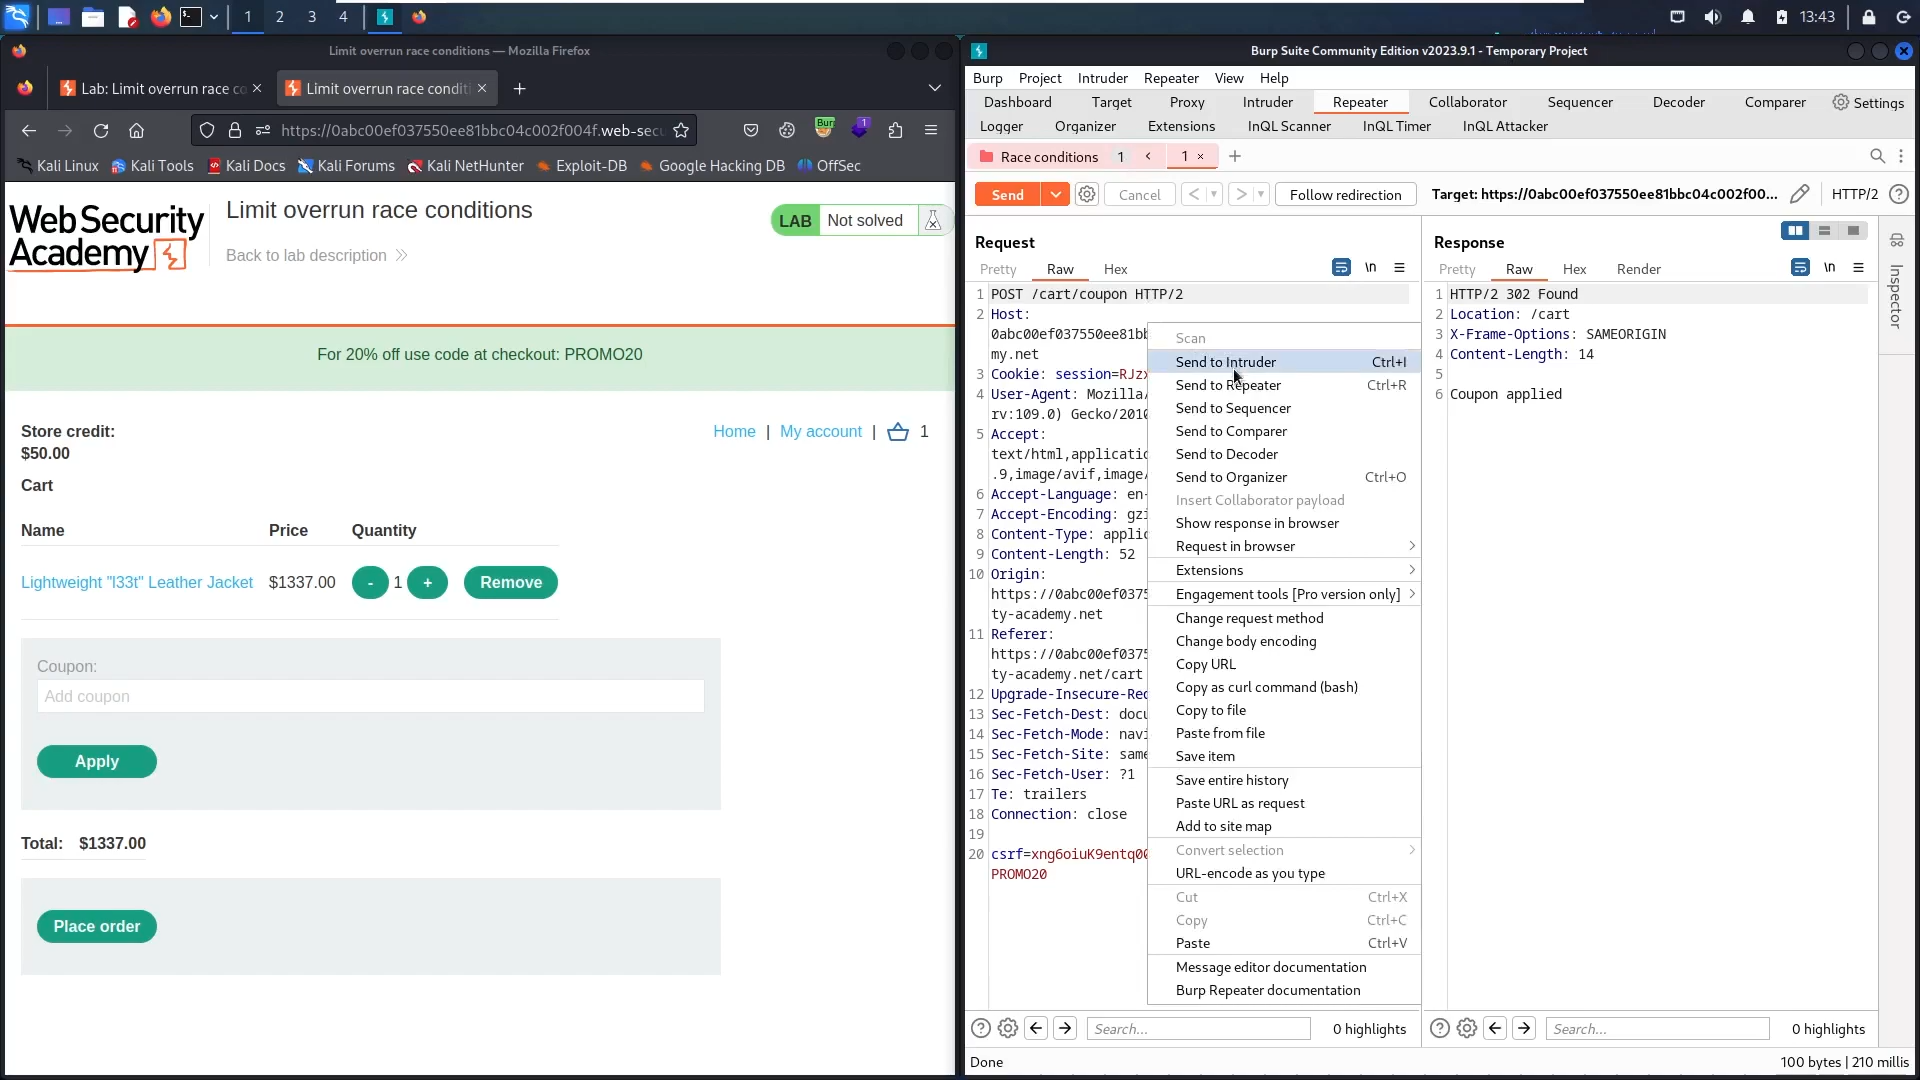 1 2 3 4 13:43
Limit overrun race conditions — Mozilla Firefox
Lab: Limit overrun race co × Limit overrun race conditi × +
https://0abc00ef037550ee81bbc04c002f004f.web-secu
Kali Linux Kali Tools Kali Docs Kali Forums Kali NetHunter Exploit-DB Google Hacking DB OffSec
Web Security
Academy
Limit overrun race conditions
Back to lab description
LAB Not solved
For 20% off use code at checkout: PROMO20
Store credit:
$50.00
Home | My account | 1
Cart
Name Price Quantity
Lightweight "l33t" Leather Jacket $1337.00 - 1 + Remove
Coupon:
Add coupon
Apply
Total: $1337.00
Place order
Burp Suite Community Edition v2023.9.1 - Temporary Project
Burp Project Intruder Repeater View Help
Dashboard Target Proxy Intruder Repeater Collaborator Sequencer Decoder Comparer Settings
Logger Organizer Extensions InQL Scanner InQL Timer InQL Attacker
Race conditions 1 < 1 × +
Send Cancel < > Follow redirection Target: https://0abc00ef037550ee81bbc04c002f00... HTTP/2
Request
Pretty Raw Hex \n
1 POST /cart/coupon HTTP/2
2 Host:
0abc00ef037550ee81bb
my.net
3 Cookie: session=RJzx
4 User-Agent: Mozilla/
rv:109.0) Gecko/2010
5 Accept:
text/html,applicatio
.9,image/avif,image/
6 Accept-Language: en-
7 Accept-Encoding: gzi
8 Content-Type: applic
9 Content-Length: 52
10 Origin:
https://0abc00ef0375
ty-academy.net
11 Referer:
https://0abc00ef0375
ty-academy.net/cart
12 Upgrade-Insecure-Req
13 Sec-Fetch-Dest: docu
14 Sec-Fetch-Mode: navi
15 Sec-Fetch-Site: same
16 Sec-Fetch-User: ?1
17 Te: trailers
18 Connection: close
19
20 csrf=xng6oiuK9entq0
PROMO20
Scan
Send to Intruder Ctrl+I
Send to Repeater Ctrl+R
Send to Sequencer
Send to Comparer
Send to Decoder
Send to Organizer Ctrl+O
Insert Collaborator payload
Show response in browser
Request in browser
Extensions
Engagement tools [Pro version only]
Change request method
Change body encoding
Copy URL
Copy as curl command (bash)
Copy to file
Paste from file
Save item
Save entire history
Paste URL as request
Add to site map
Convert selection
URL-encode as you type
Cut Ctrl+X
Copy Ctrl+C
Paste Ctrl+V
Message editor documentation
Burp Repeater documentation
Response
Pretty Raw Hex Render \n
1 HTTP/2 302 Found
2 Location: /cart
3 X-Frame-Options: SAMEORIGIN
4 Content-Length: 14
5
6 Coupon applied
Inspector
Search... 0 highlights
Search... 0 highlights
Done 100 bytes | 210 millis